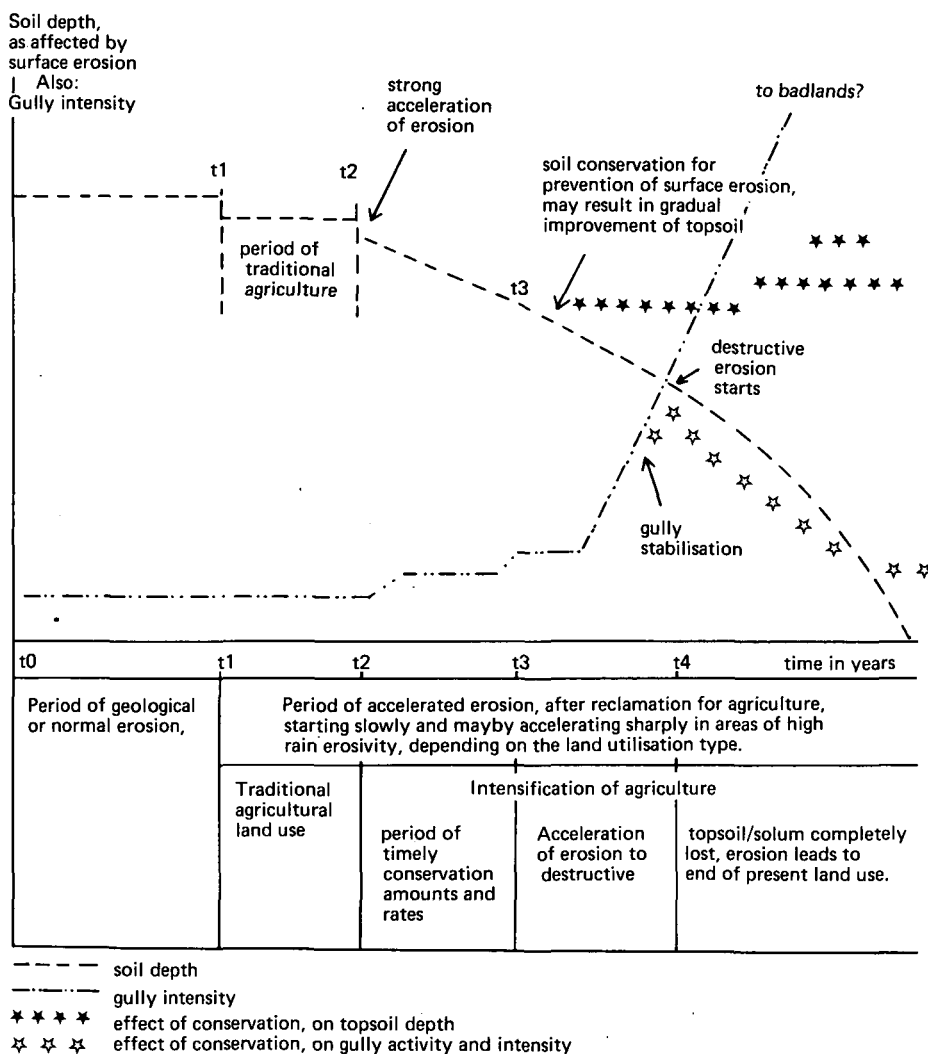 Soil depth,
as affected by
surface erosion
| Also:
Gully intensity
strong
acceleration
of erosion
to badlands?
t1
t2
soil conservation for
prevention of surface erosion,
may result in gradual
improvement of topsoil
period of
traditional
agriculture
t3
destructive
erosion
starts
gully
stabilisation
t0 t1 t2 t3 t4 time in years
Period of geological
or normal erosion,
Period of accelerated erosion, after reclamation for agriculture,
starting slowly and mayby accelerating sharply in areas of high
rain erosivity, depending on the land utilisation type.
Traditional
agricultural
land use
Intensification of agriculture
period of
timely
conservation
amounts and
rates
Acceleration
of erosion to
destructive
topsoil/solum completely
lost, erosion leads to
end of present land use.
soil depth
gully intensity
effect of conservation, on topsoil depth
effect of conservation, on gully activity and intensity